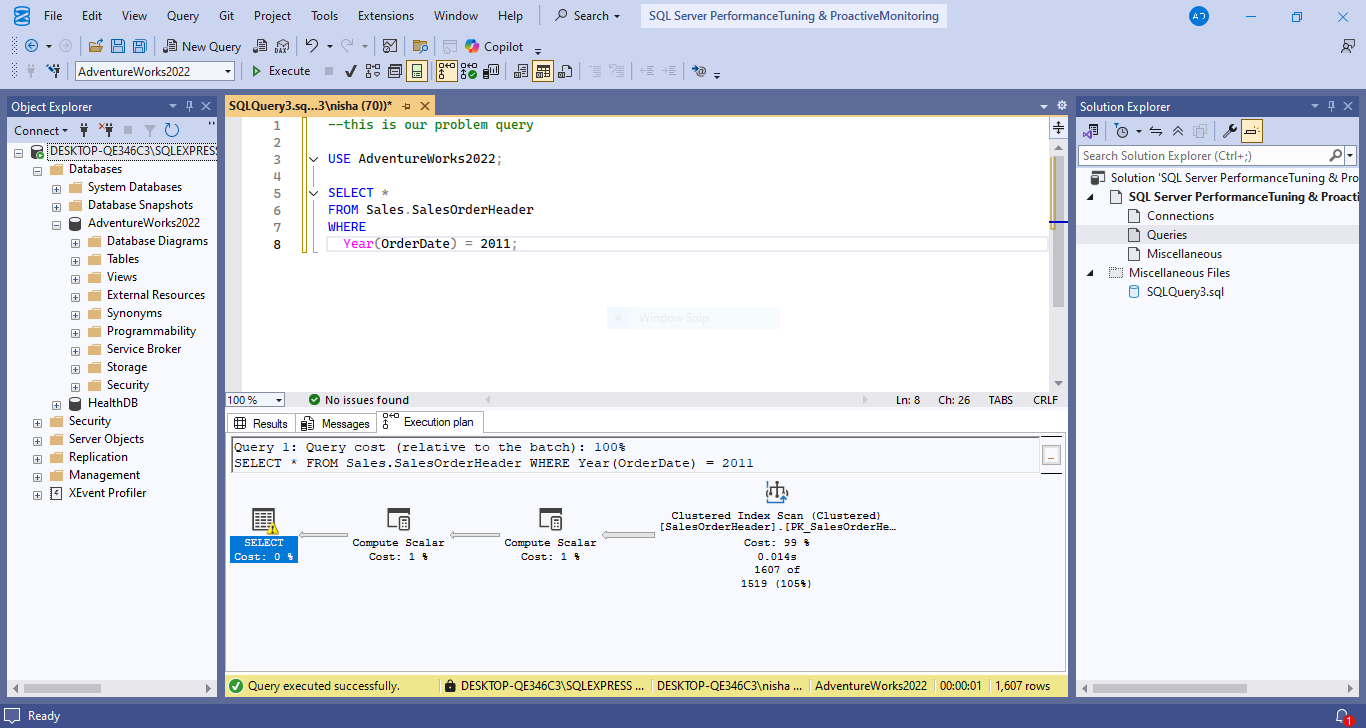 File Edit View Query Git Project Tools Extensions Window Help Search SQL Server PerformanceTuning & ProactiveMonitoring
New Query DAX Copilot
AdventureWorks2022 Execute
Object Explorer
Connect
DESKTOP-QE346C3\SQLEXPRESS
Databases
System Databases
Database Snapshots
AdventureWorks2022
Database Diagrams
Tables
Views
External Resources
Synonyms
Programmability
Service Broker
Storage
Security
HealthDB
Security
Server Objects
Replication
Management
XEvent Profiler
SQLQuery3.sq...3\nisha (70))*
1 --this is our problem query
2
3 USE AdventureWorks2022;
4
5 SELECT *
6 FROM Sales.SalesOrderHeader
7 WHERE
8 Year(OrderDate) = 2011;
Window Snip
100 % No issues found Ln: 8 Ch: 26 TABS CRLF
Results Messages Execution plan
Query 1: Query cost (relative to the batch): 100%
SELECT * FROM Sales.SalesOrderHeader WHERE Year(OrderDate) = 2011
...
SELECT
Cost: 0 %
Compute Scalar
Cost: 1 %
Compute Scalar
Cost: 1 %
Clustered Index Scan (Clustered)
[SalesOrderHeader].[PK_SalesOrderHe…
Cost: 99 %
0.014s
1607 of
1519 (105%)
Query executed successfully. DESKTOP-QE346C3\SQLEXPRESS ... DESKTOP-QE346C3\nisha ... AdventureWorks2022 00:00:01 1,607 rows
Solution Explorer
Search Solution Explorer (Ctrl+;)
Solution 'SQL Server PerformanceTuning & Pro
SQL Server PerformanceTuning & Proacti
Connections
Queries
Miscellaneous
Miscellaneous Files
SQLQuery3.sql
Ready
1